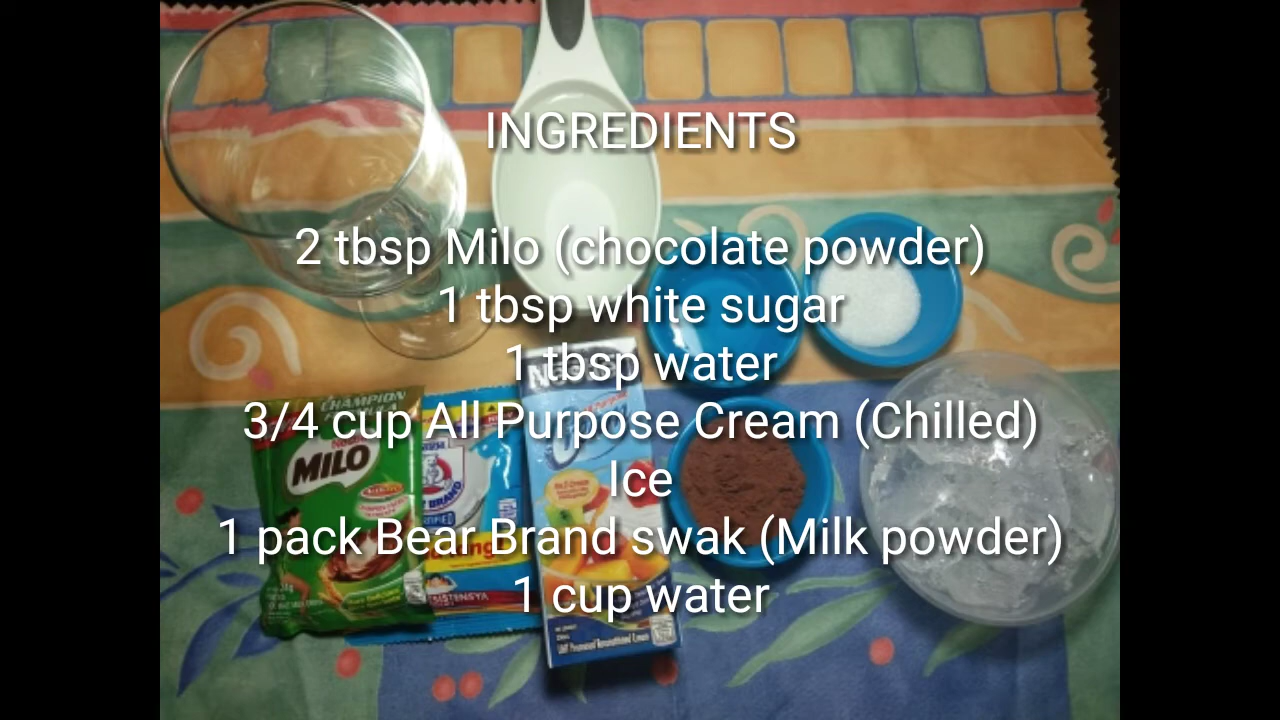 INGREDIENTS
2 tbsp Milo (chocolate powder)
1 tbsp white sugar
1 tbsp water
3/4 cup All Purpose Cream (Chilled)
Ice
1 pack Bear Brand swak (Milk powder)
1 cup water
CHAMPION
MILO
BRAND